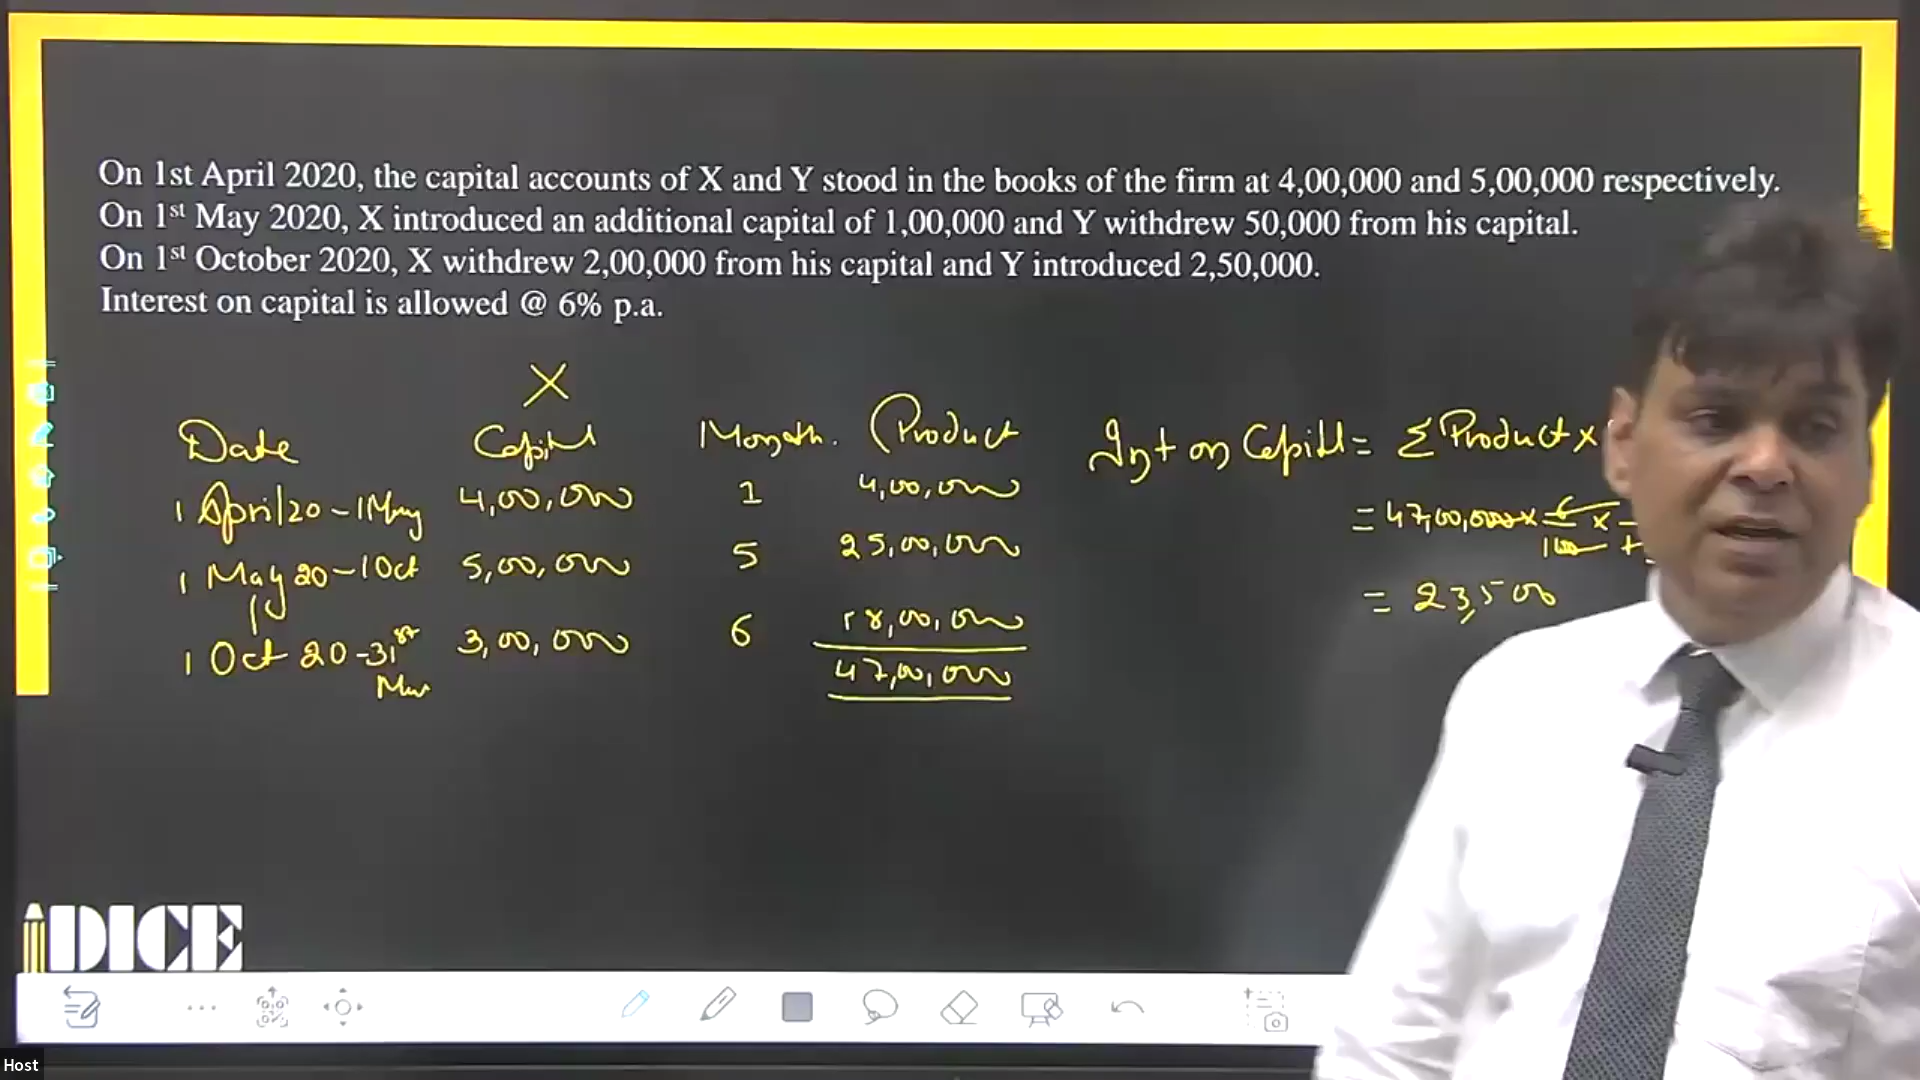 On 1st April 2020, the capital accounts of X and Y stood in the books of the firm at 4,00,000 and 5,00,000 respectively.
On 1st May 2020, X introduced an additional capital of 1,00,000 and Y withdrew 50,000 from his capital.
On 1st October 2020, X withdrew 2,00,000 from his capital and Y introduced 2,50,000.
Interest on capital is allowed @ 6% p.a.
X
Date Capital Month. Product Int on Capital = Σ Product x
1 April 20 - 1 May 4,00,000 1 4,00,000 = 47,00,000 x 6/100 x
1 May 20 - 1 Oct 5,00,000 5 25,00,000 = 23,500
1 Oct 20 - 31st Mar 3,00,000 6 18,00,000
47,00,000
DICE
Host